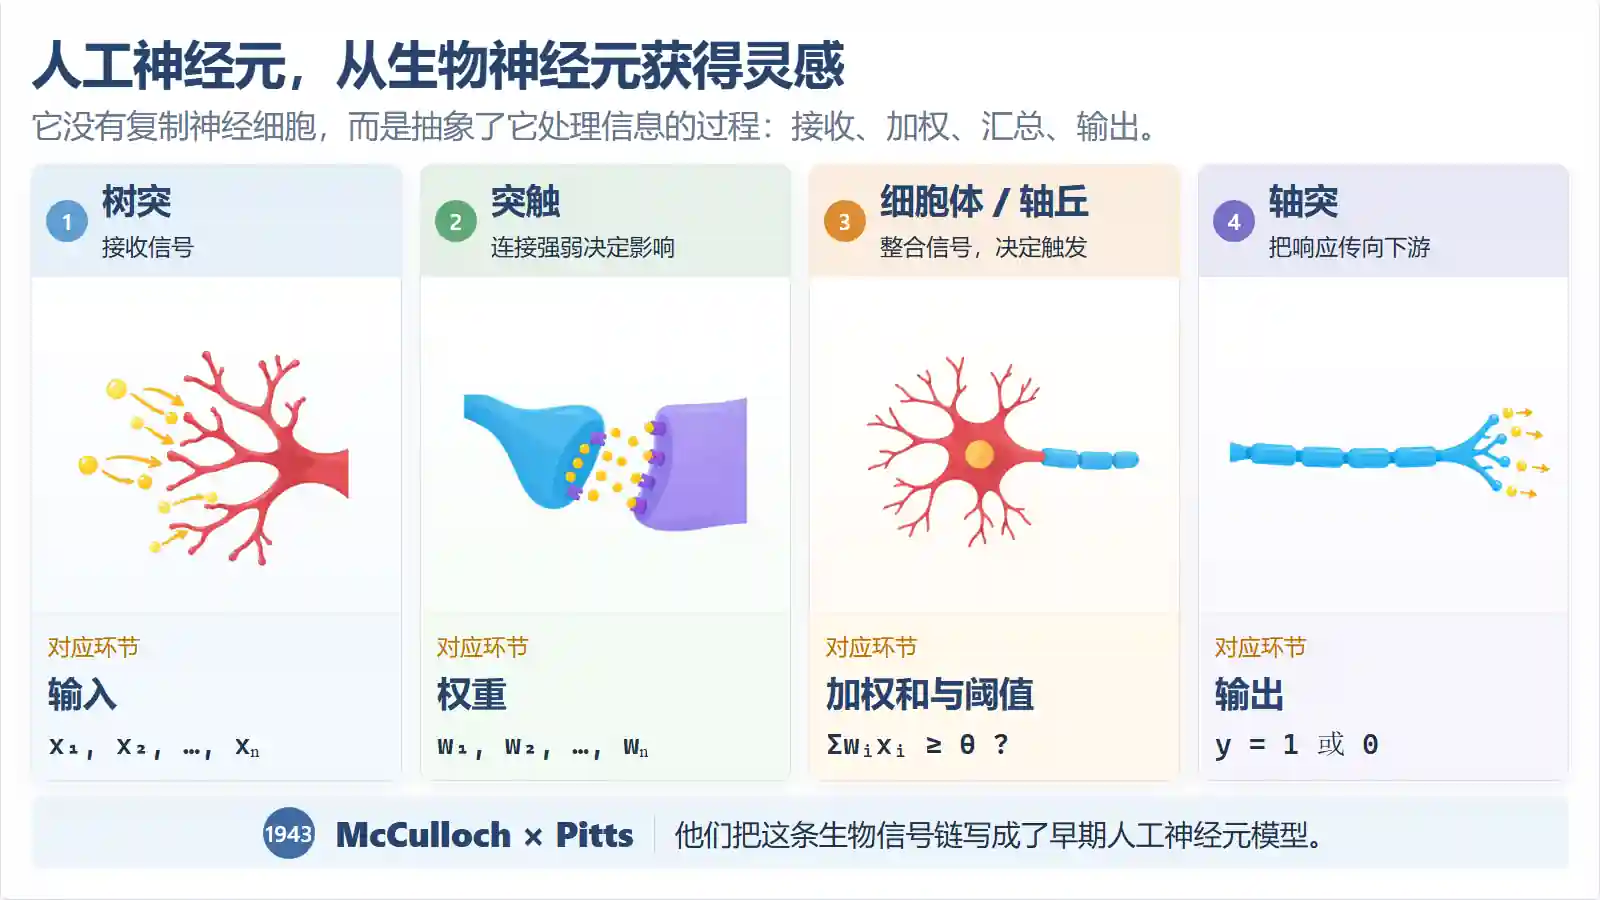 人工神经元，从生物神经元获得灵感
它没有复制神经细胞，而是抽象了它处理信息的过程：接收、加权、汇总、输出。
1
树突
接收信号
对应环节
输入
x₁, x₂, …, xₙ
2
突触
连接强弱决定影响
对应环节
权重
w₁, w₂, …, wₙ
3
细胞体 / 轴丘
整合信号，决定触发
对应环节
加权和与阈值
Σwᵢxᵢ ≥ θ ?
4
轴突
把响应传向下游
对应环节
输出
y = 1 或 0
1943
McCulloch × Pitts
他们把这条生物信号链写成了早期人工神经元模型。